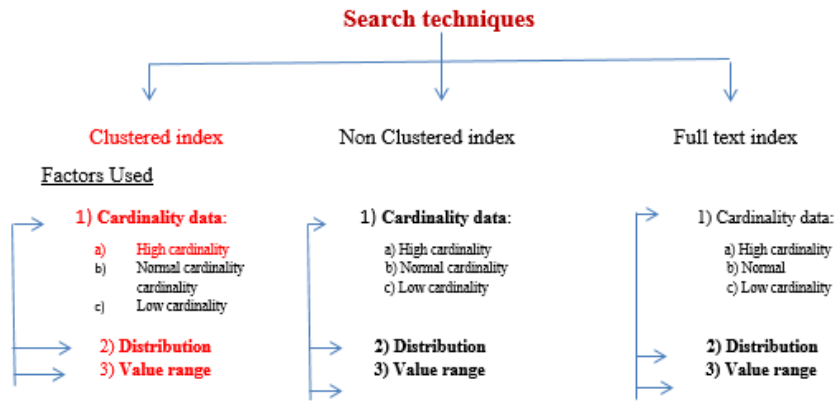 Search techniques
Clustered index
Non Clustered index
Full text index
Factors Used
1) Cardinality data:
a) High cardinality
b) Normal cardinality
cardinality
c) Low cardinality
2) Distribution
3) Value range
1) Cardinality data:
a) High cardinality
b) Normal cardinality
c) Low cardinality
2) Distribution
3) Value range
1) Cardinality data:
a) High cardinality
b) Normal
c) Low cardinality
2) Distribution
3) Value range